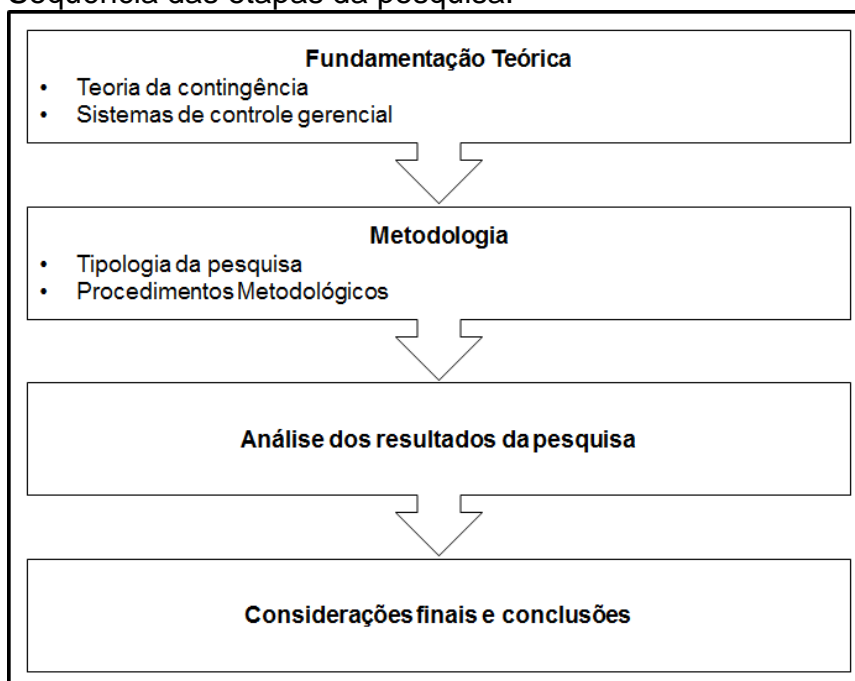 Sequência das etapas da pesquisa.
Fundamentação Teórica
• Teoria da contingência
• Sistemas de controle gerencial
Metodologia
• Tipologia da pesquisa
• Procedimentos Metodológicos
Análise dos resultados da pesquisa
Considerações finais e conclusões